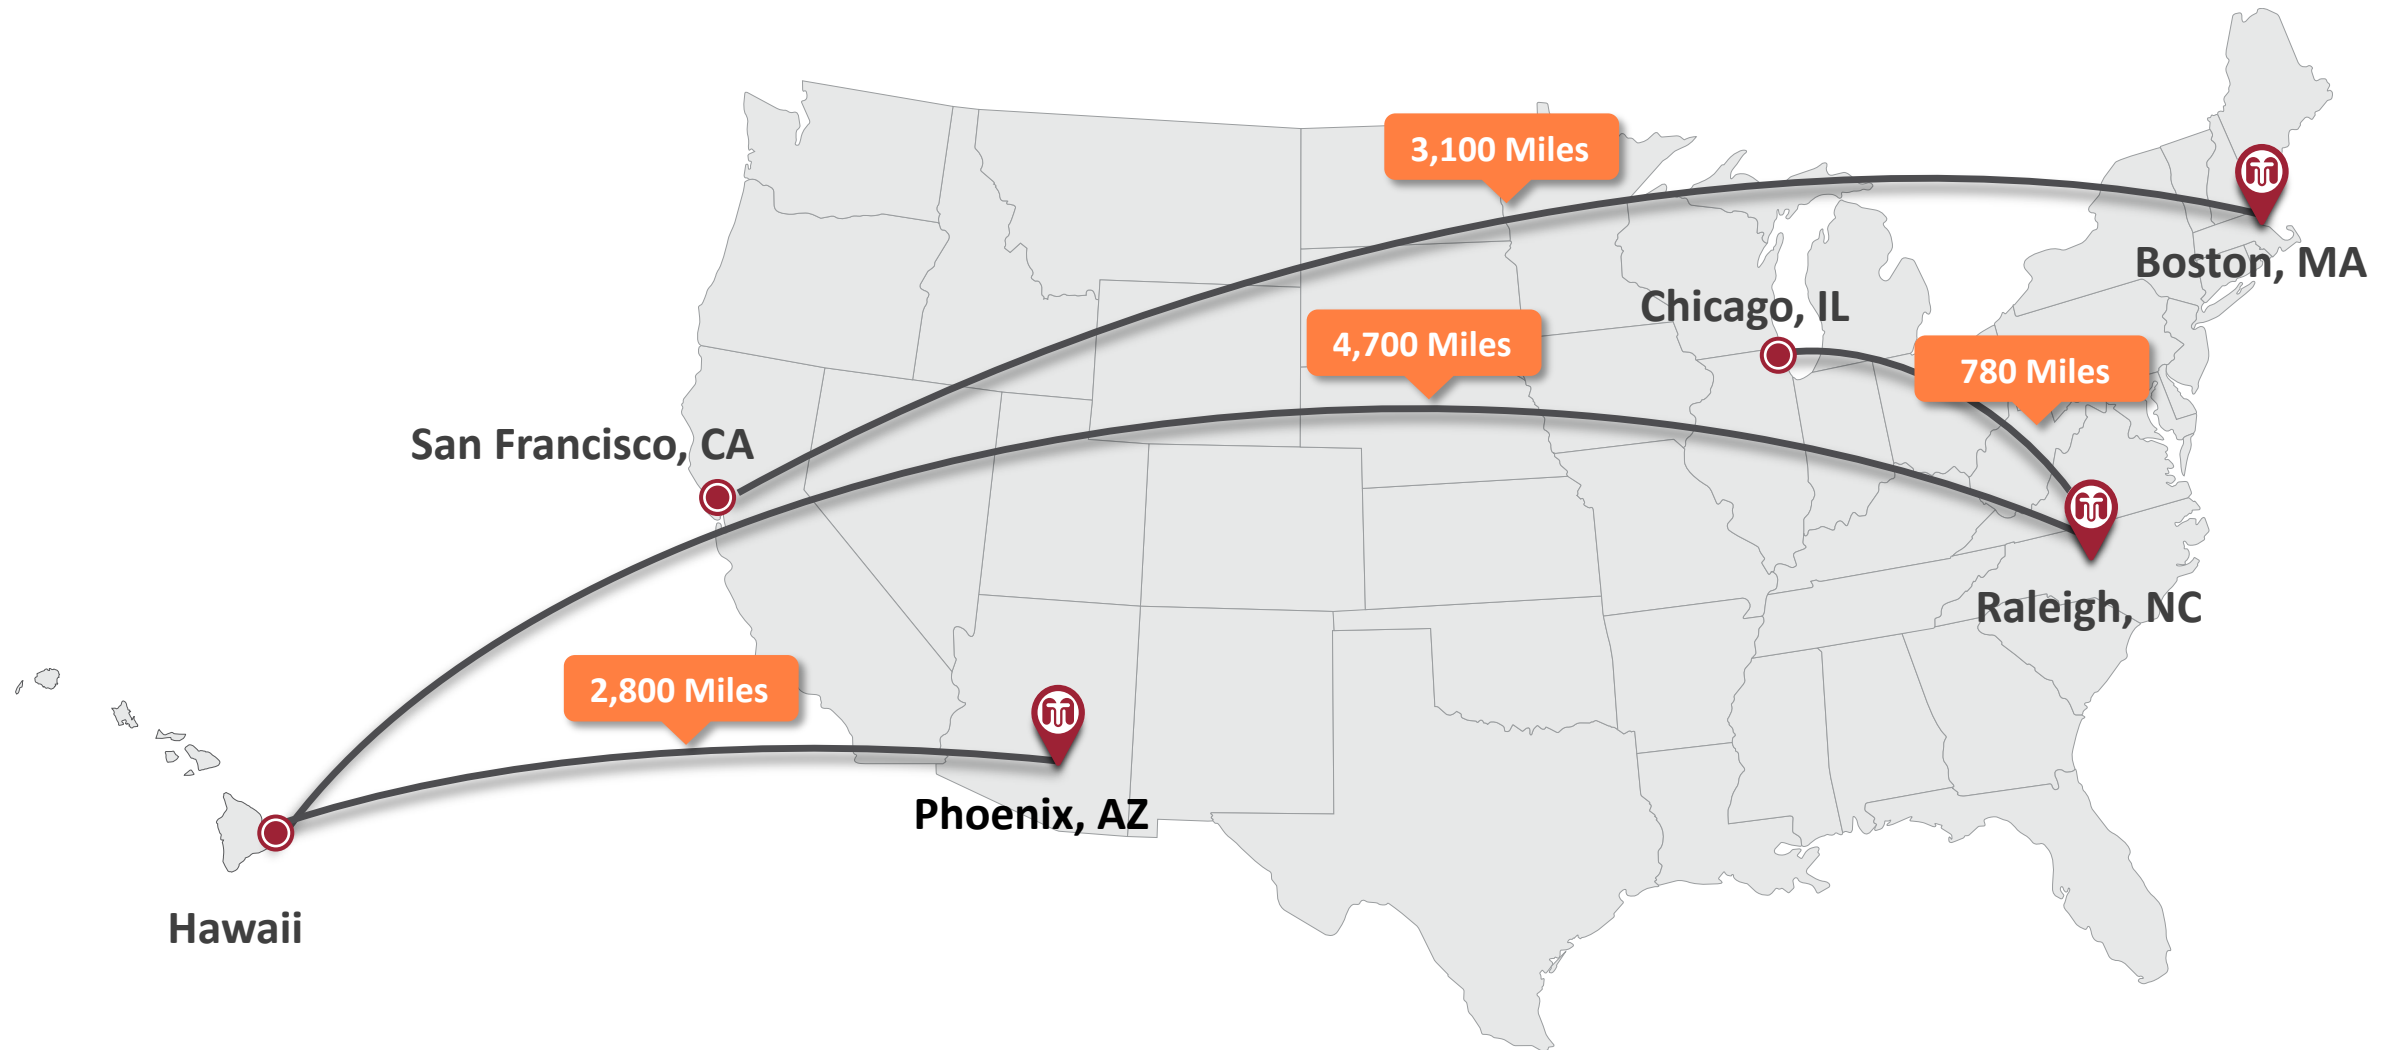 3,100 Miles
Boston, MA
Chicago, IL
4,700 Miles
780 Miles
San Francisco, CA
Raleigh, NC
2,800 Miles
Phoenix, AZ
Hawaii